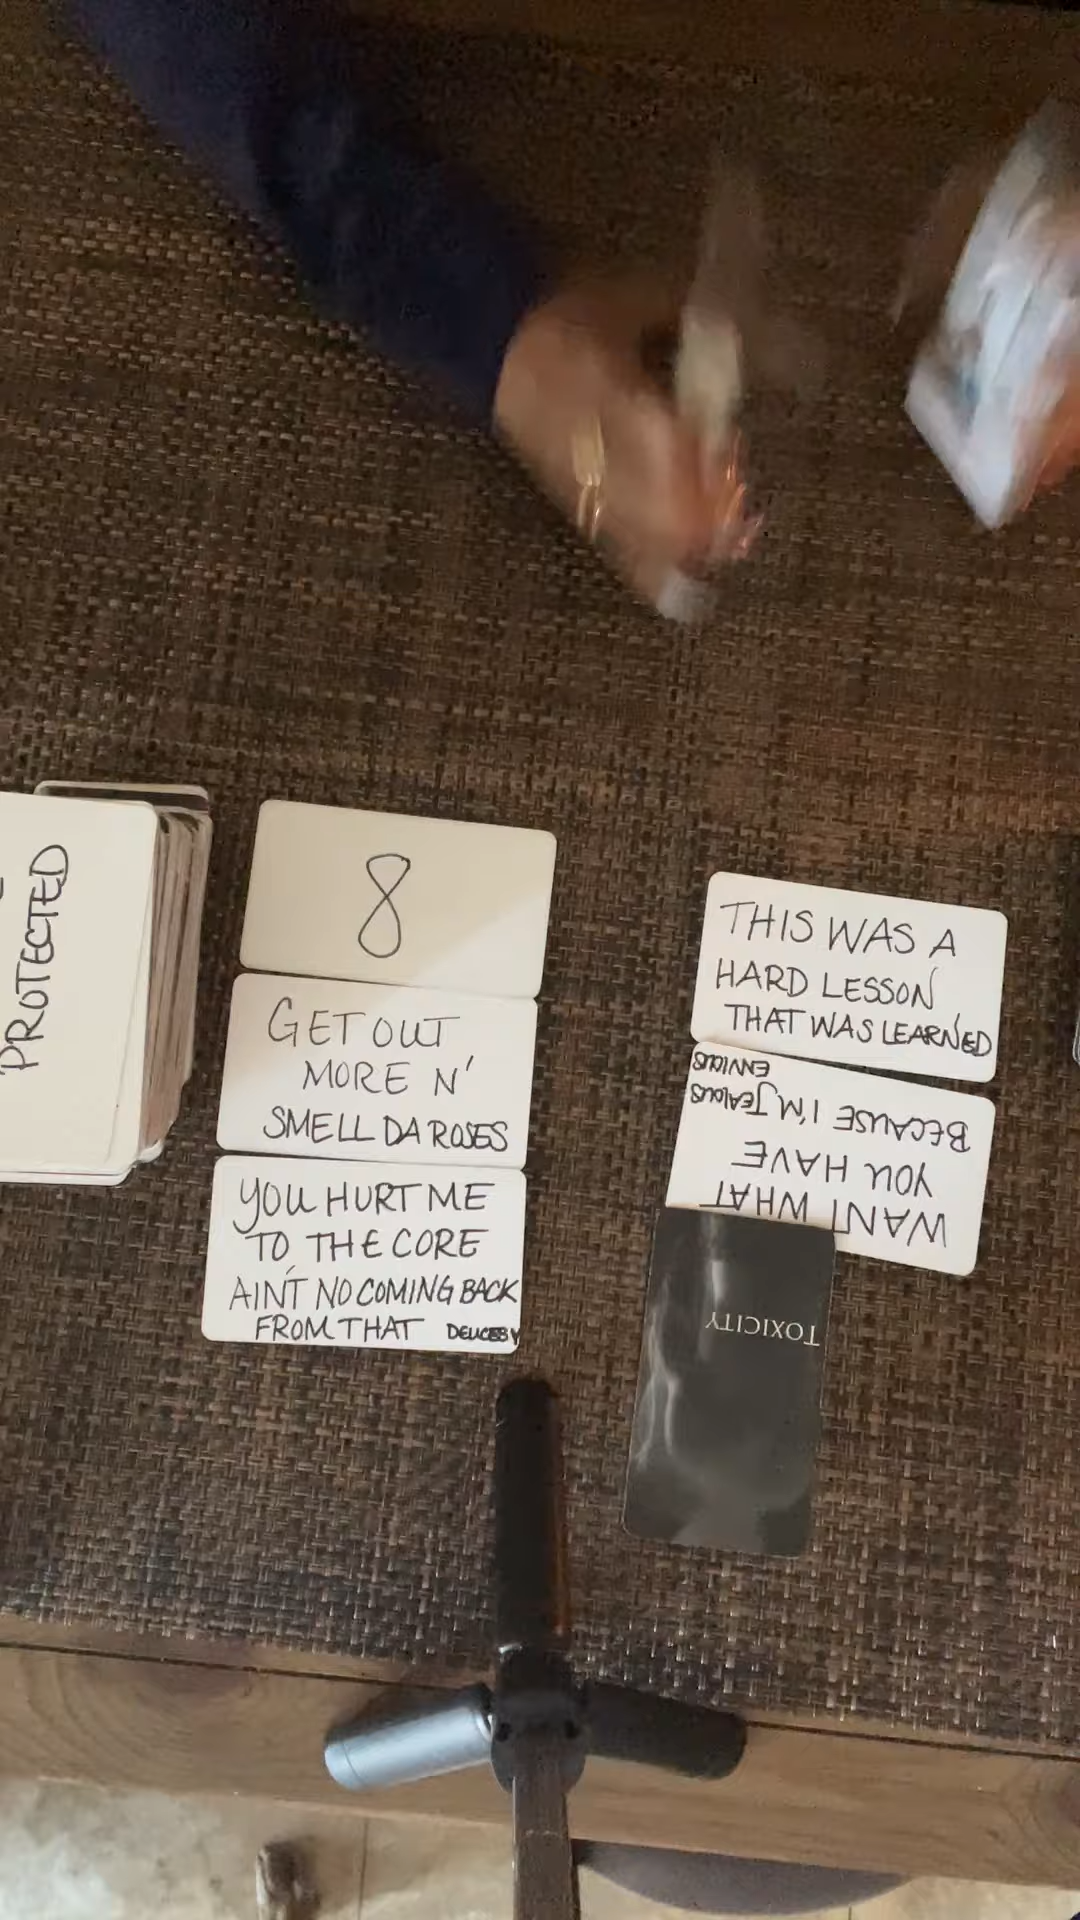 PROTECTED
8
GET OUT
MORE N'
SMELL DA ROSES
YOU HURT ME
TO THE CORE
AIN'T NO COMING BACK
FROM THAT DEUCES
THIS WAS A
HARD LESSON
THAT WAS LEARNED
WANT WHAT
YOU HAVE
BECAUSE I'M JEALOUS
ENVIOUS
TOXICITY